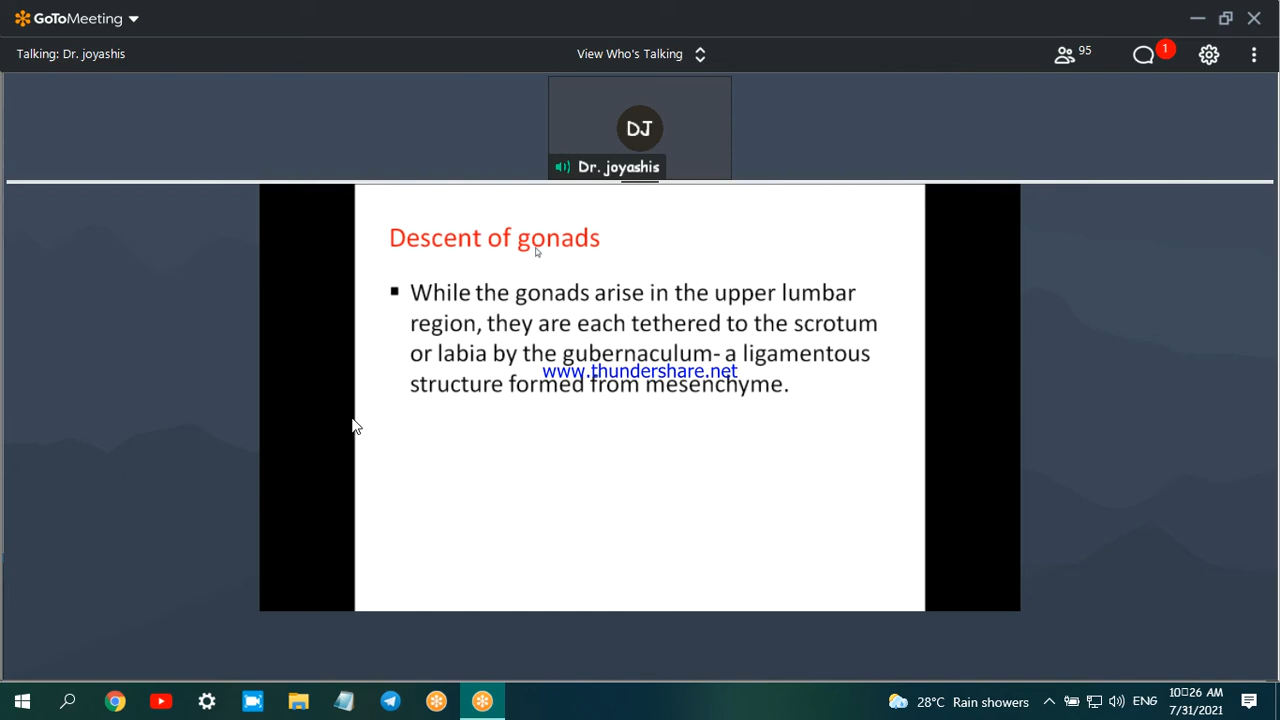 GoToMeeting
Talking: Dr. joyashis
View Who's Talking
95
1
DJ
Dr. joyashis
Descent of gonads
While the gonads arise in the upper lumbar
region, they are each tethered to the scrotum
or labia by the gubernaculum- a ligamentous
www.thundershare.net
structure formed from mesenchyme.
28°C Rain showers
ENG
10:26 AM
7/31/2021